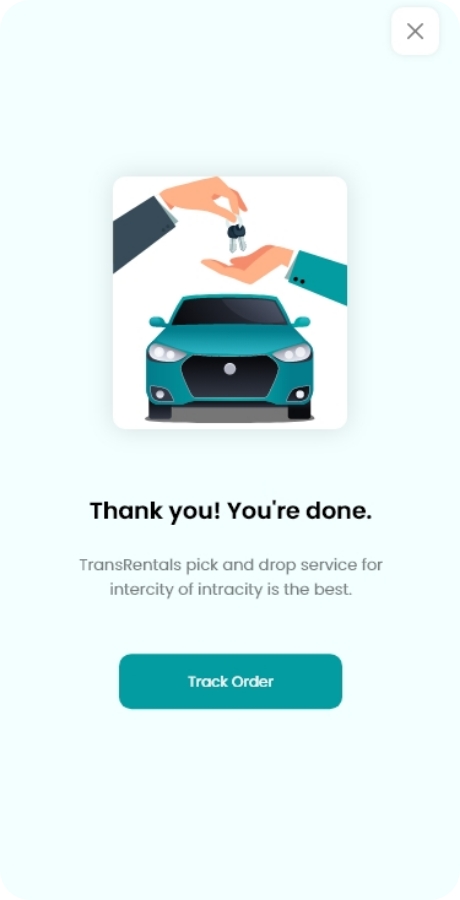 Thank you! You're done.
TransRentals pick and drop service for
intercity of intracity is the best.
Track Order